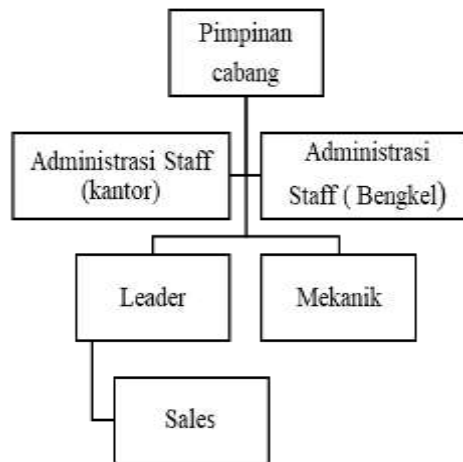 Pimpinan
cabang
Administrasi Staff
(kantor)
Administrasi
Staff ( Bengkel)
Leader
Mekanik
Sales